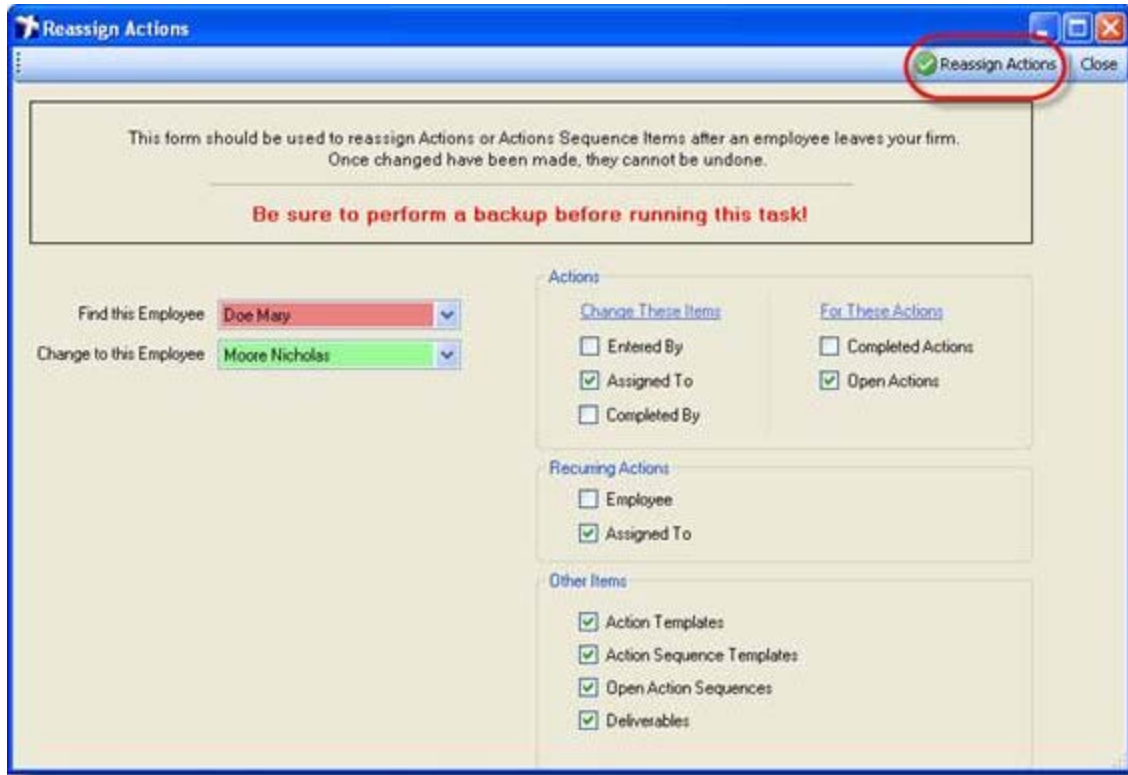 Reassign Actions
Reassign Actions Close
This form should be used to reassign Actions or Actions Sequence Items after an employee leaves your firm.
Once changed have been made, they cannot be undone.
Be sure to perform a backup before running this task!
Find this Employee Doe Mary
Change to this Employee Moore Nicholas
Actions
Change These Items For These Actions
Entered By Completed Actions
Assigned To Open Actions
Completed By
Recurring Actions
Employee
Assigned To
Other Items
Action Templates
Action Sequence Templates
Open Action Sequences
Deliverables